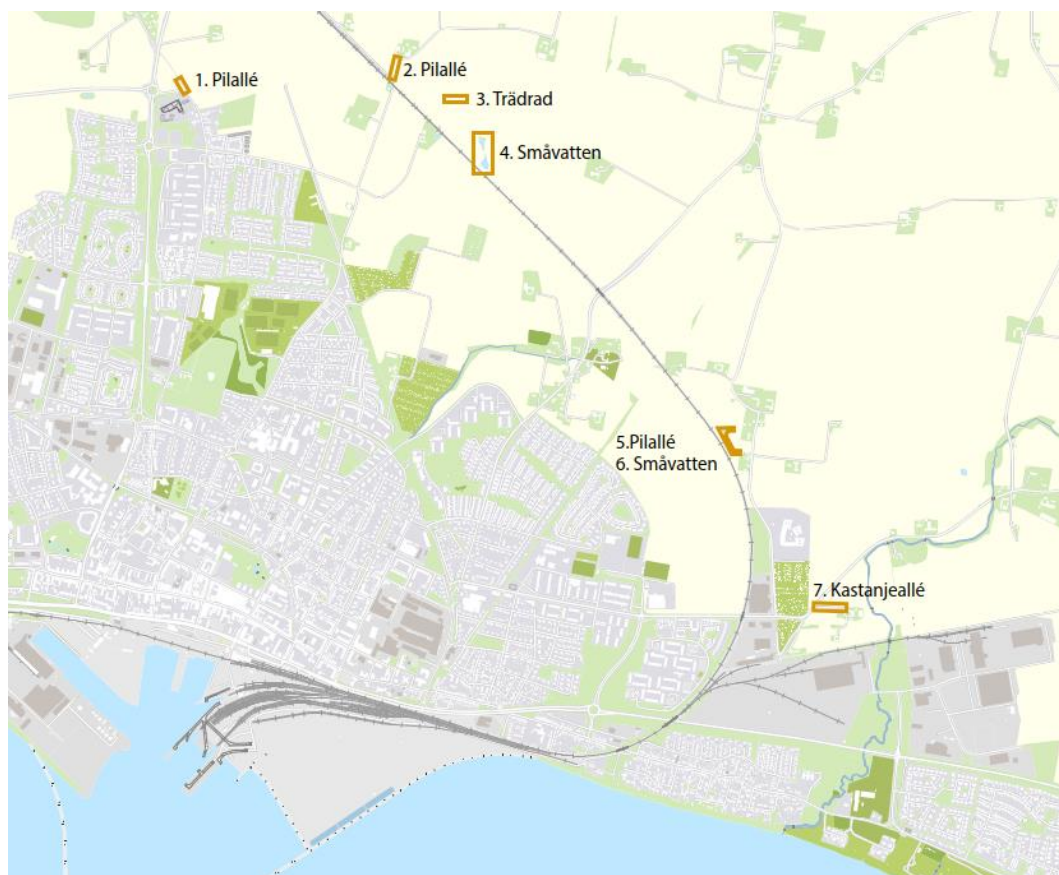 1. Pilallé
2. Pilallé
3. Trädrad
4. Småvatten
5.Pilallé
6. Småvatten
7. Kastanjeallé